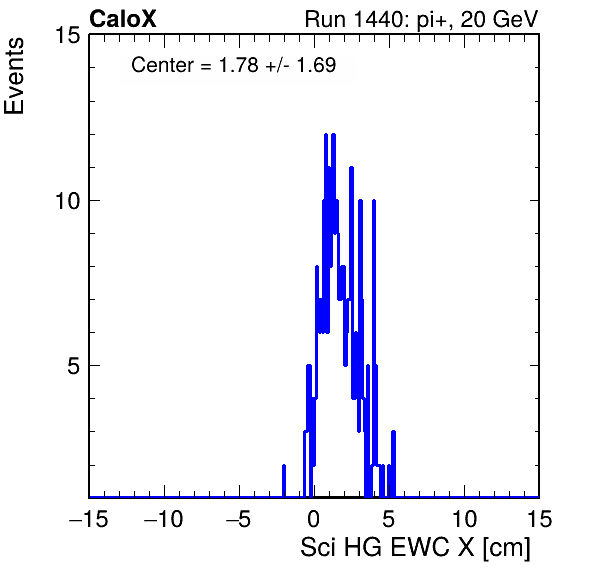 CaloX Run 1440: pi+, 20 GeV
Center = 1.78 +/- 1.69
Events
15
10
5
−15 −10 −5 0 5 10 15
Sci HG EWC X [cm]